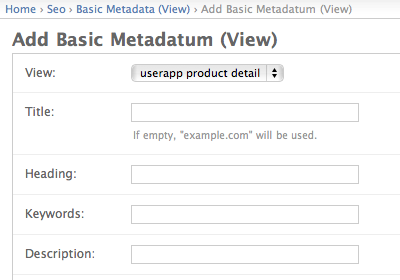 Home › Seo › Basic Metadata (View) › Add Basic Metadatum (View)
Add Basic Metadatum (View)
View: userapp product detail
Title:
If empty, "example.com" will be used.
Heading:
Keywords:
Description: